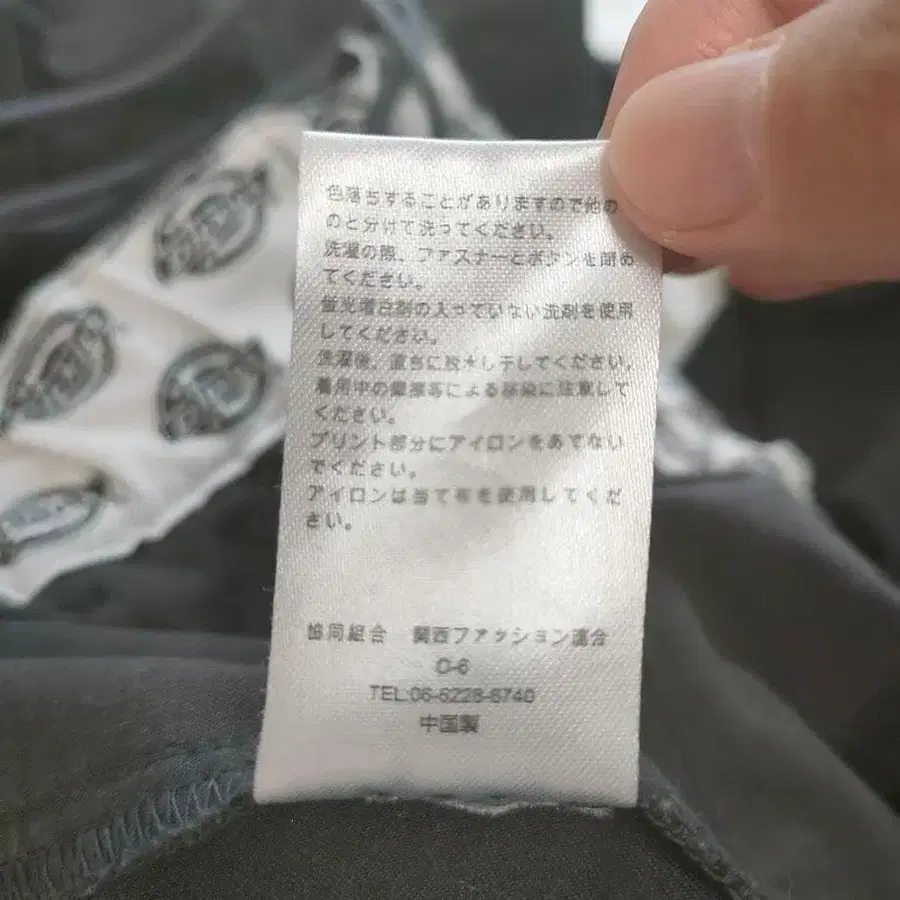 色落ちすることがありますので他の
のと分けて洗ってください。
洗濯の際、ファスナーとボタンを閉め
てください。
蛍光増白剤の入っていない洗剤を使用
してください。
洗濯後、直ちに脱水し干してください。
着用中の摩擦等による移染に注意して
ください。
プリント部分にアイロンをあてない
でください。
アイロンは当て布を使用してくだ
さい。
協同組合 関西ファッション連合
O-6
TEL:06-6228-6740
中国製